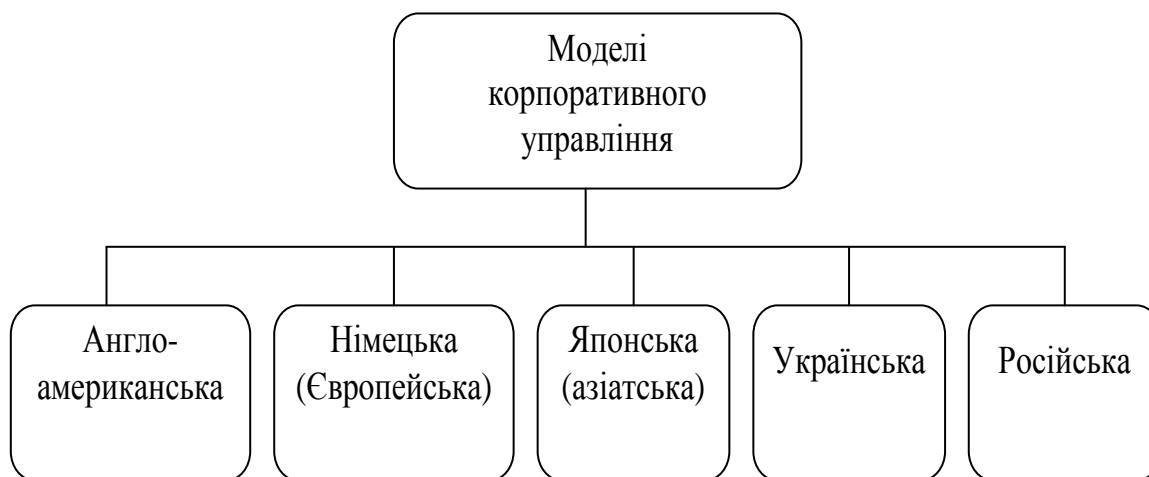 Моделі
корпоративного
управління
Англо-
американська
Німецька
(Європейська)
Японська
(азіатська)
Українська
Російська